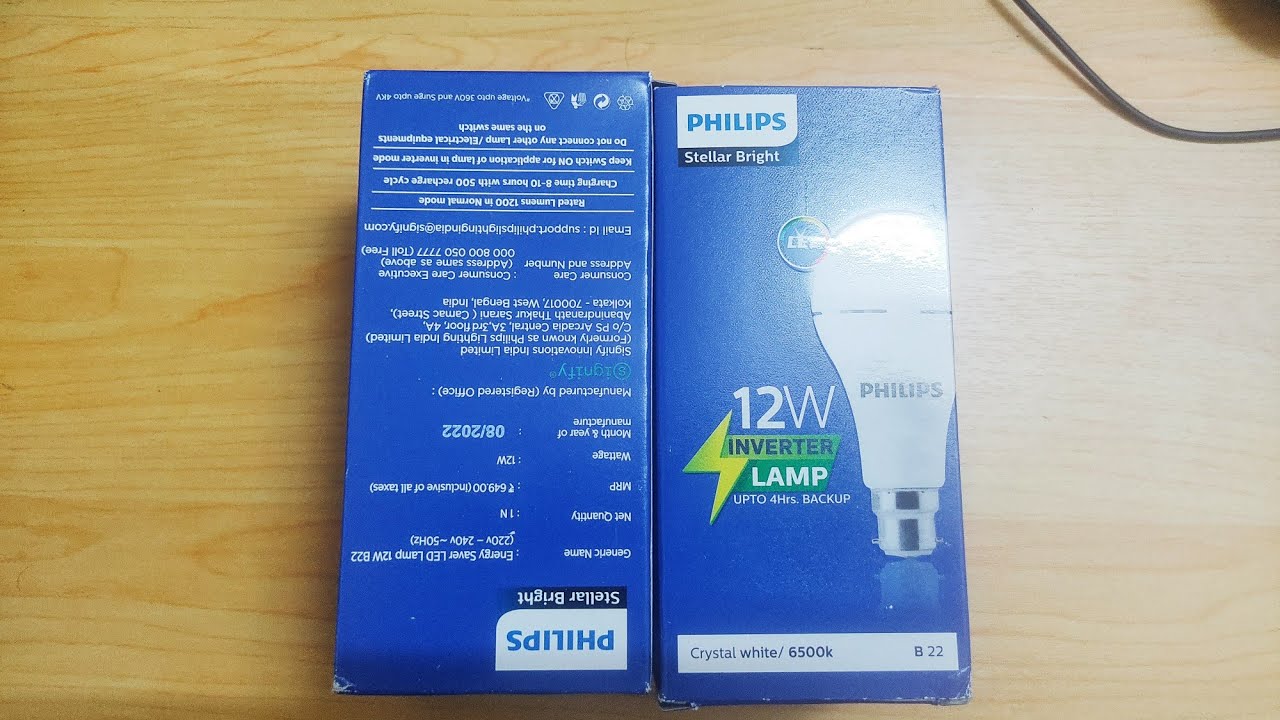 PHILIPS
Stellar Bright
Generic Name : Energy Saver LED Lamp 12W B22
(220v – 240v ~50Hz)
Net Quantity : 1 N
MRP : ₹ 649.00 (inclusive of all taxes)
Wattage : 12W
Month & year of
manufacture : 08/2022
Manufactured by (Registered Office) :
Signify
Signify Innovations India Limited
(Formerly known as Philips Lighting India Limited)
C/o PS Arcadia Central, 3A,3rd floor, 4A,
Abanindranath Thakur Sarani ( Camac Street),
Kolkata - 700017, West Bengal, India
Consumer Care : Consumer Care Executive
Address and Number (Address same as above)
000 800 050 7777 (Toll Free)
Email Id : support.philipslightingindia@signify.com
Rated Lumens 1200 in Normal mode
Charging time 8-10 hours with 500 recharge cycle
Keep Switch ON for application of lamp in inverter mode
Do not connect any other Lamp /Electrical equipments
on the same switch
*Voltage upto 360V and Surge upto 4KV
PHILIPS
Stellar Bright
LED
PHILIPS
12W
INVERTER
LAMP
UPTO 4Hrs. BACKUP
Crystal white/ 6500k B 22